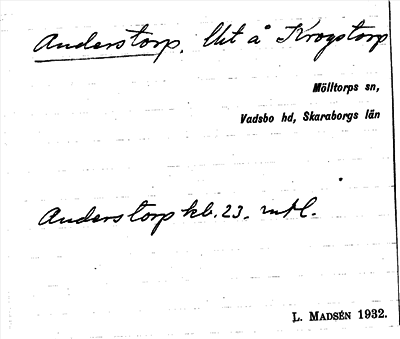 Anderstorp. Ut å Krogstorp
Mölltorps sn,
Vadsbo hd, Skaraborgs län
Anderstorp kb. 23. mtl.
L. MADSÉN 1932.